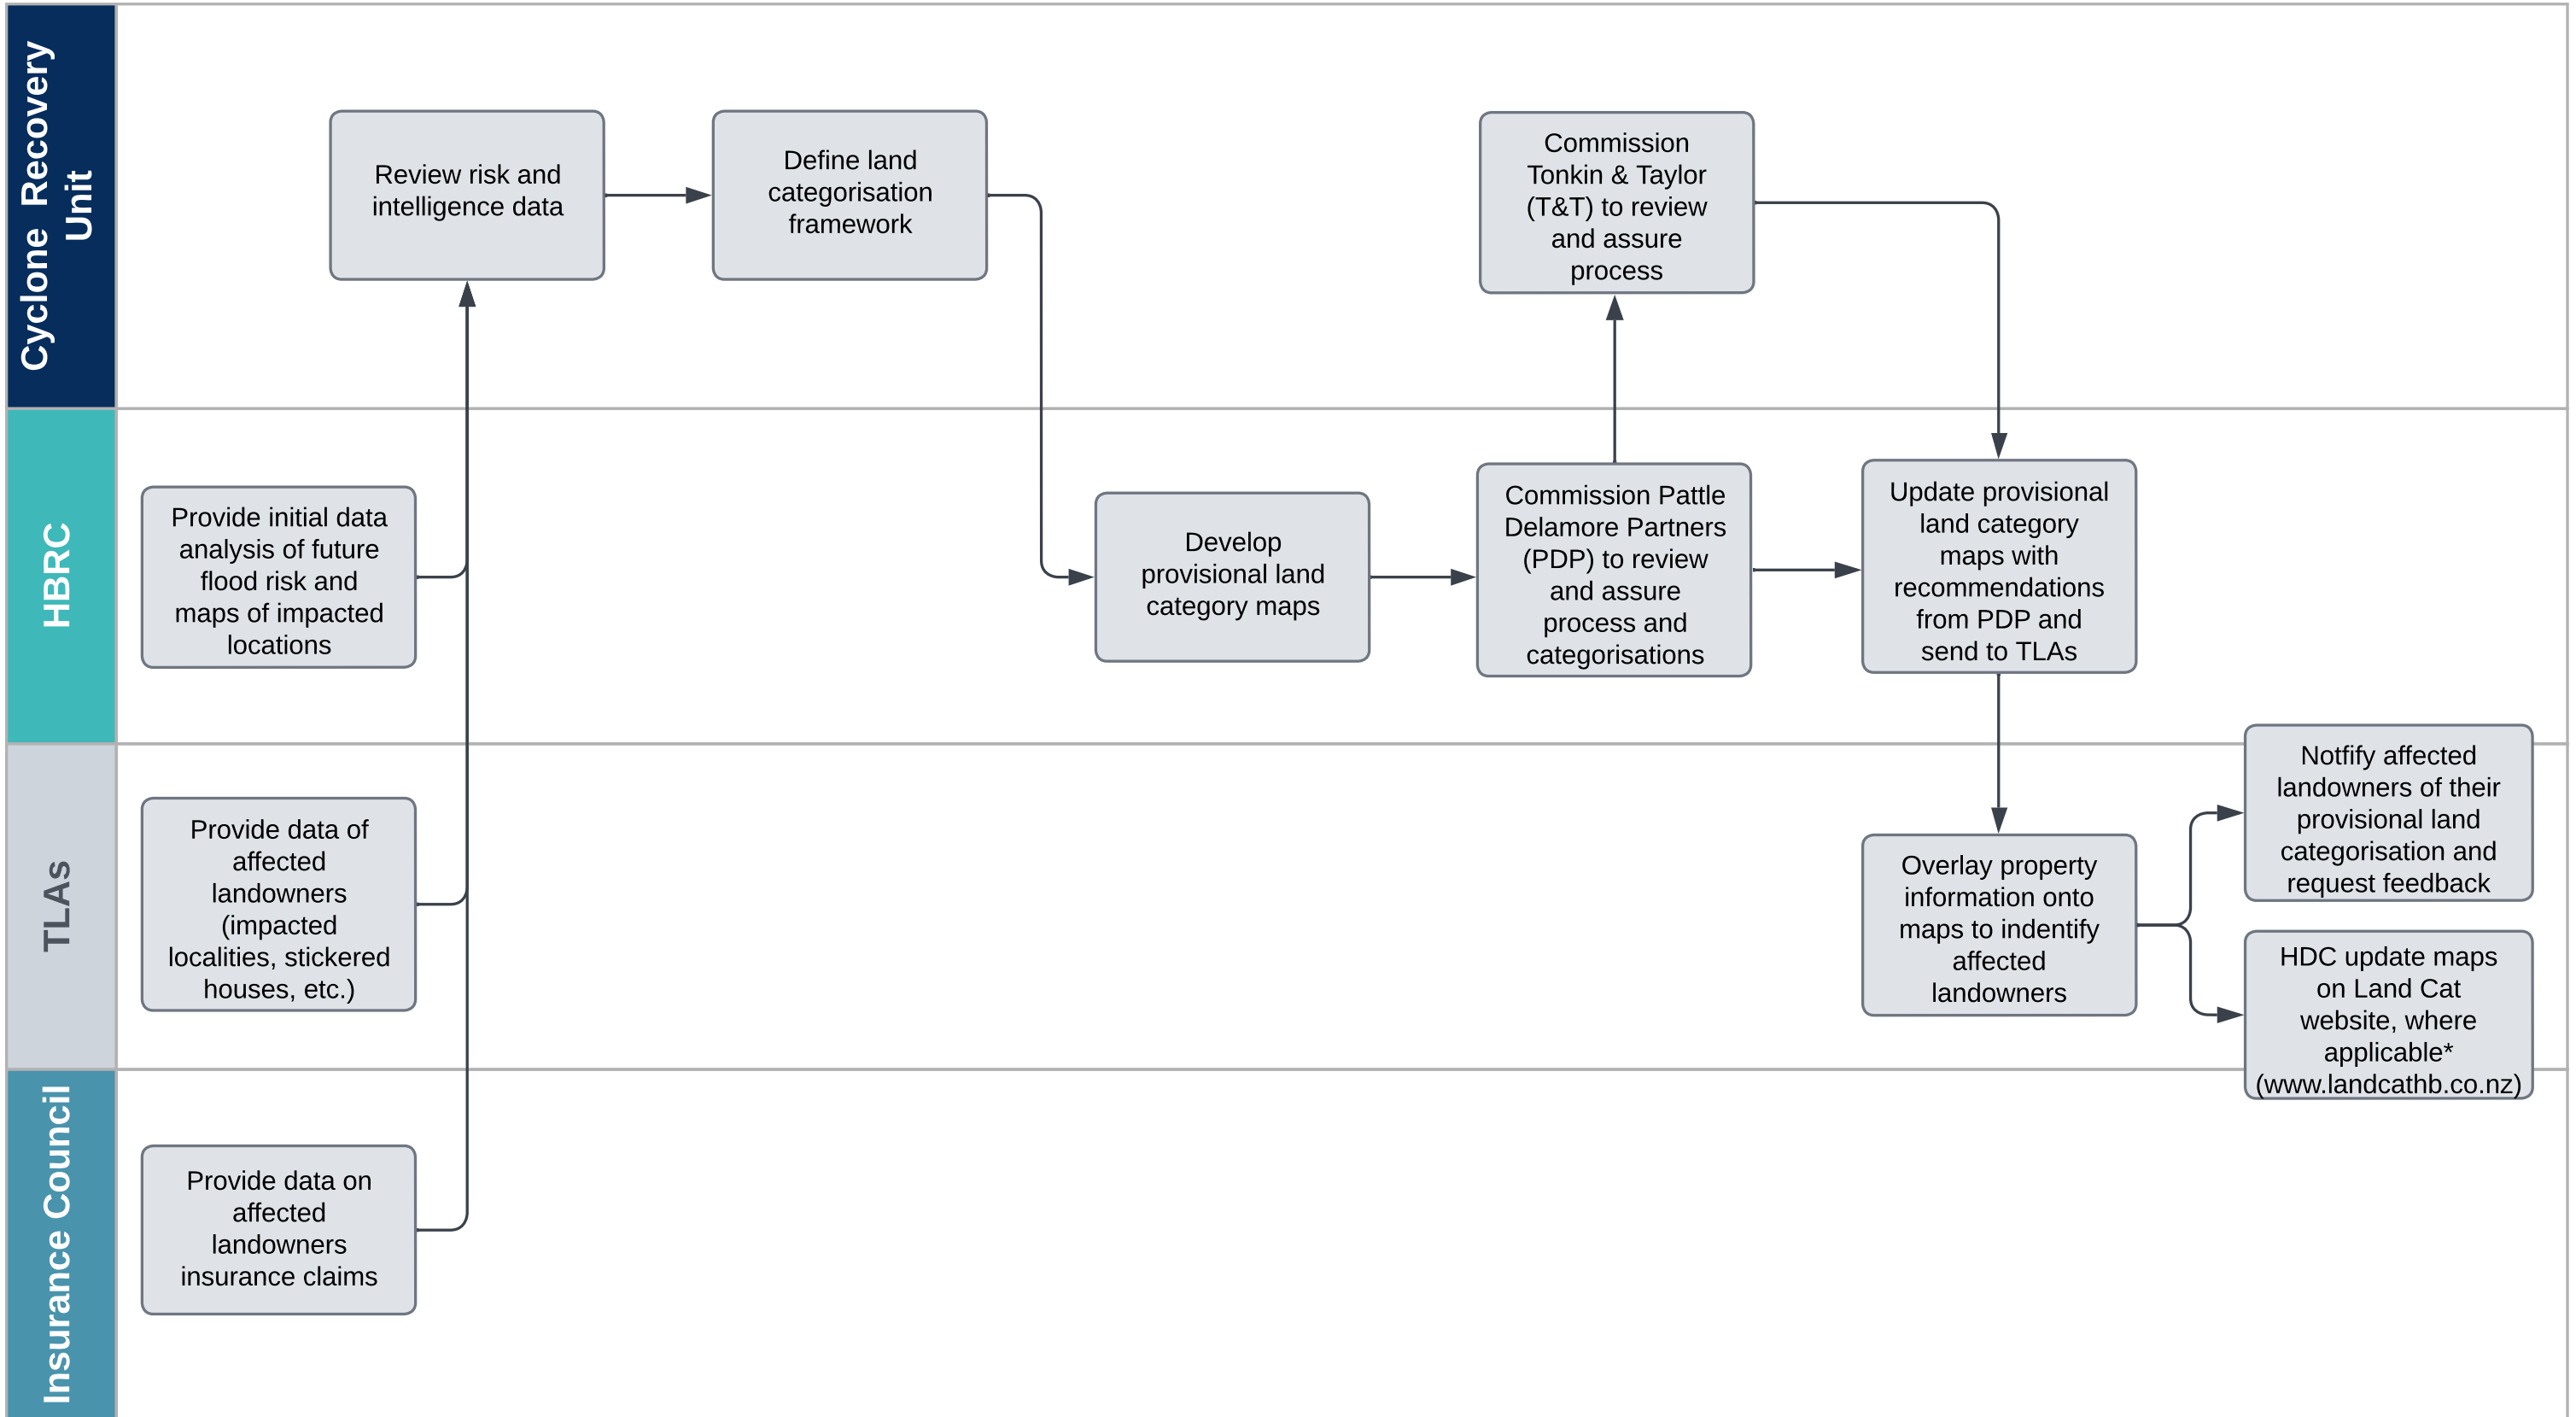 Cyclone Recovery
Unit
Review risk and
intelligence data
Define land
categorisation
framework
Commission
Tonkin & Taylor
(T&T) to review
and assure
process
HBRC
Provide initial data
analysis of future
flood risk and
maps of impacted
locations
Develop
provisional land
category maps
Commission Pattle
Delamore Partners
(PDP) to review
and assure
process and
categorisations
Update provisional
land category
maps with
recommendations
from PDP and
send to TLAs
TLAs
Provide data of
affected
landowners
(impacted
localities, stickered
houses, etc.)
Overlay property
information onto
maps to indentify
affected
landowners
Notfify affected
landowners of their
provisional land
categorisation and
request feedback
HDC update maps
on Land Cat
website, where
applicable*
(www.landcathb.co.nz)
Insurance Council
Provide data on
affected
landowners
insurance claims